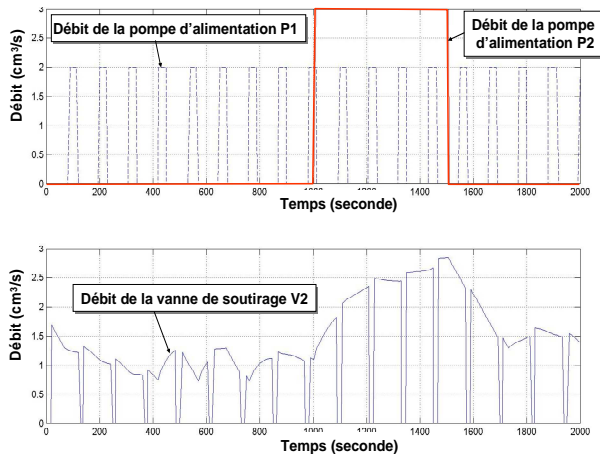 3
Débit de la pompe d’alimentation P1
Débit de la pompe
d’alimentation P2
2.5
2
1.5
1
0.5
0
Débit (cm³/s)
0 200 400 600 800 1000 1200 1400 1600 1800 2000
Temps (seconde)
3
2.5
2
1.5
1
0.5
0
Débit de la vanne de soutirage V2
Débit (cm³/s)
0 200 400 600 800 1000 1200 1400 1600 1800 2000
Temps (seconde)